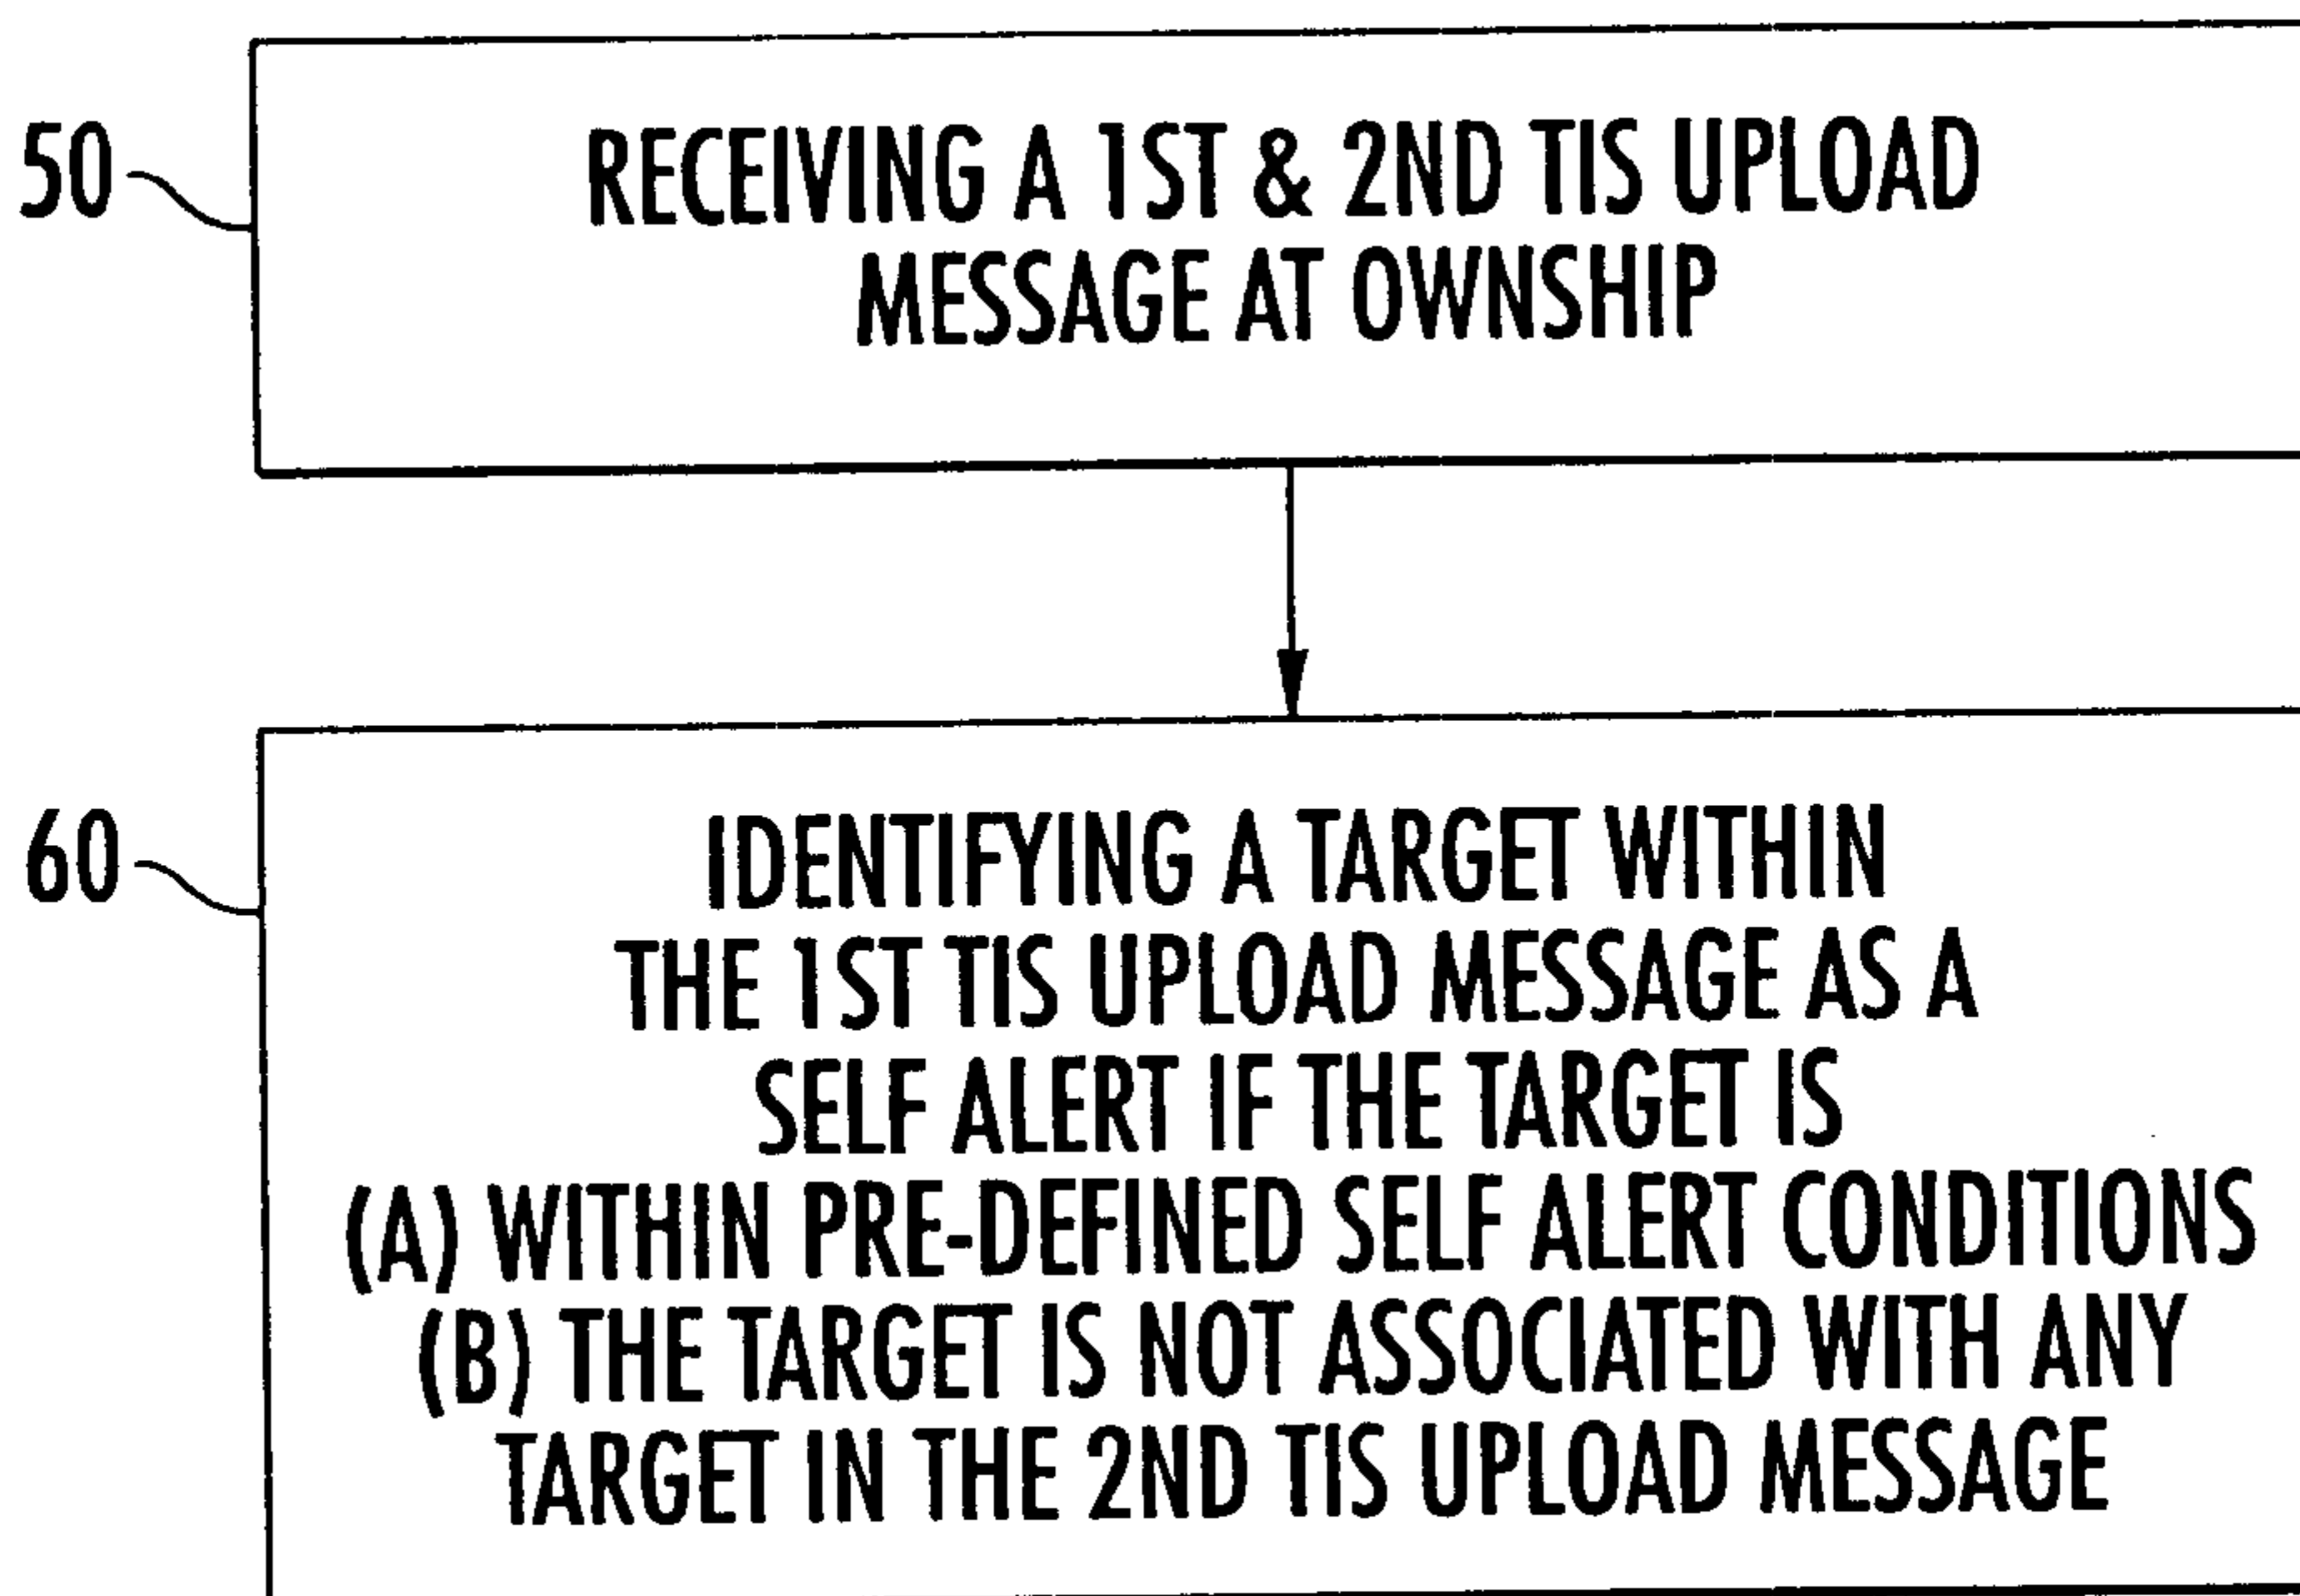 50
RECEIVING A 1ST & 2ND TIS UPLOAD
MESSAGE AT OWNSHIP
60
IDENTIFYING A TARGET WITHIN
THE 1ST TIS UPLOAD MESSAGE AS A
SELF ALERT IF THE TARGET IS
(A) WITHIN PRE-DEFINED SELF ALERT CONDITIONS
(B) THE TARGET IS NOT ASSOCIATED WITH ANY
TARGET IN THE 2ND TIS UPLOAD MESSAGE